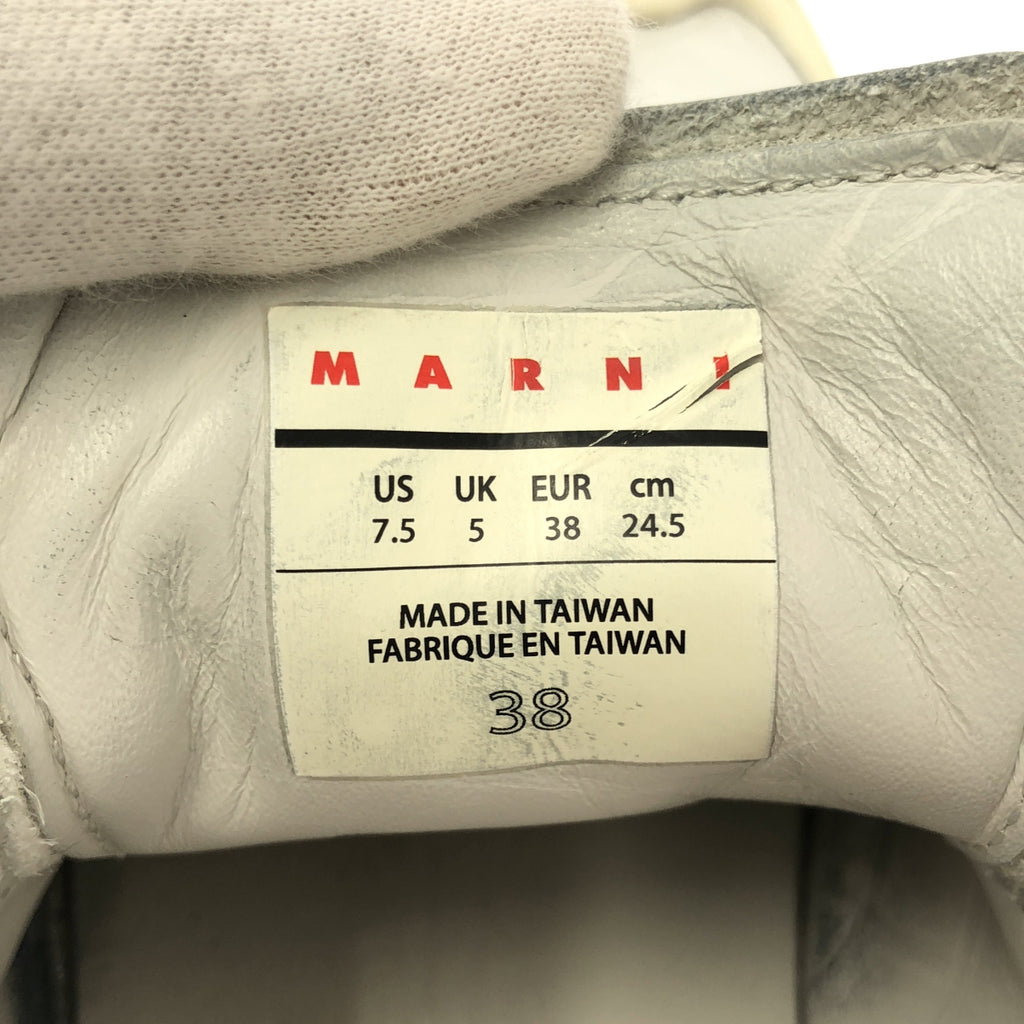 MARNI
US UK EUR cm
7.5 5 38 24.5
MADE IN TAIWAN
FABRIQUE EN TAIWAN
38